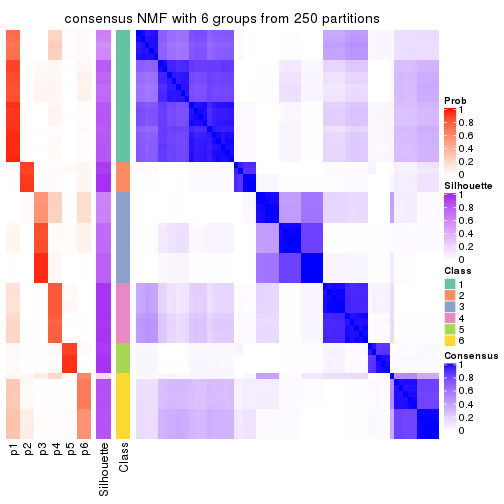 consensus NMF with 6 groups from 250 partitions
Prob
1
0.8
0.6
0.4
0.2
0
Silhouette
1
0.8
0.6
0.4
0.2
0
Class
1
2
3
4
5
6
Consensus
1
0.8
0.6
0.4
0.2
0
p1
p2
p3
p4
p5
p6
Silhouette
Class